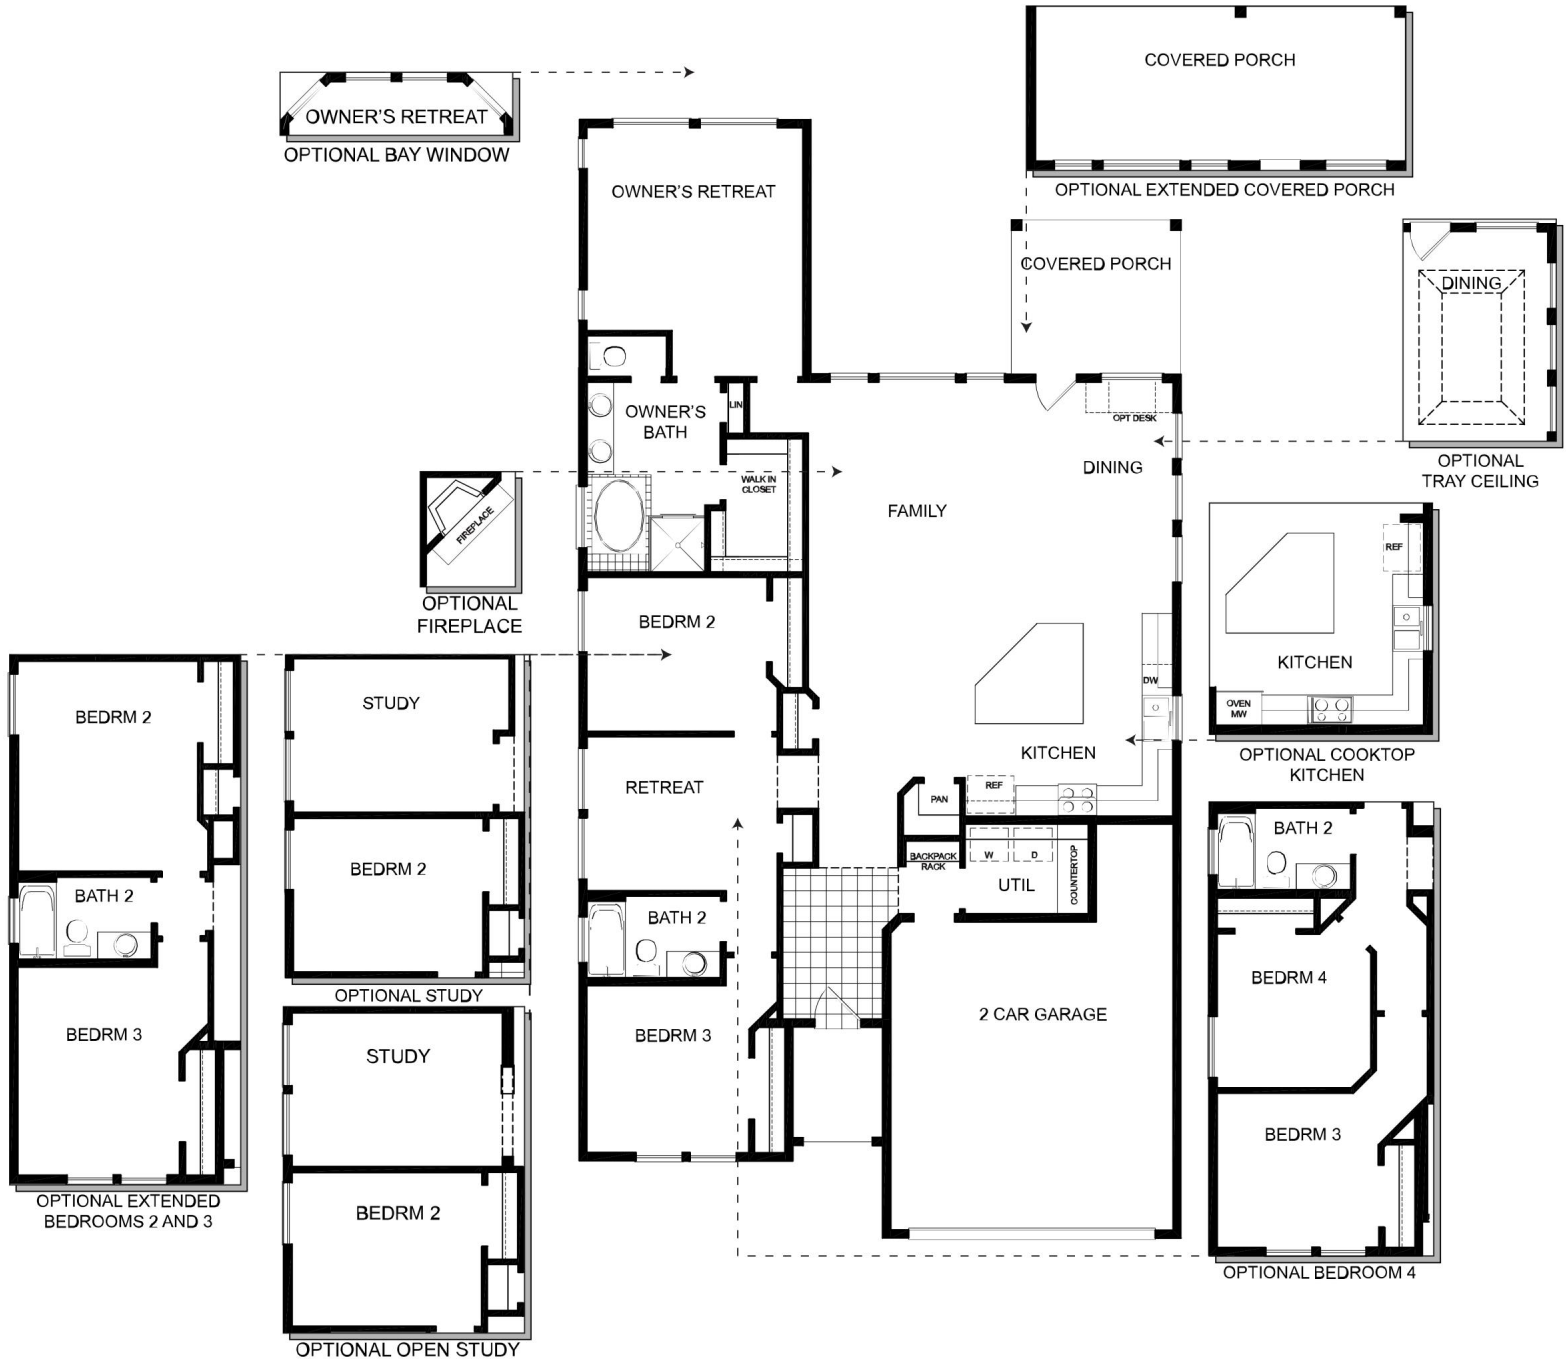 COVERED PORCH
OPTIONAL EXTENDED COVERED PORCH
OWNER'S RETREAT
OPTIONAL BAY WINDOW
OWNER'S RETREAT
COVERED PORCH
DINING
OPTIONAL
TRAY CEILING
OWNER'S
BATH
LIN
OPT DESK
DINING
WALK IN
CLOSET
FAMILY
FIREPLACE
OPTIONAL
FIREPLACE
REF
KITCHEN
OVEN
MW
OPTIONAL COOKTOP
KITCHEN
BEDRM 2
DW
KITCHEN
RETREAT
REF
PAN
BACKPACK
RACK
W
D
UTIL
COUNTERTOP
BATH 2
BEDRM 3
2 CAR GARAGE
BEDRM 2
BATH 2
BEDRM 3
OPTIONAL EXTENDED
BEDROOMS 2 AND 3
STUDY
BEDRM 2
OPTIONAL STUDY
STUDY
BEDRM 2
OPTIONAL OPEN STUDY
BATH 2
BEDRM 4
BEDRM 3
OPTIONAL BEDROOM 4